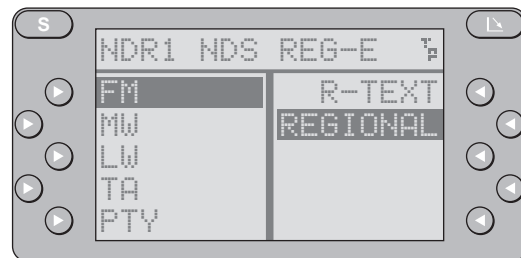 S
NDR1 NDS REG-E
FM R-TEXT
MW REGIONAL
LW
TA
PTY